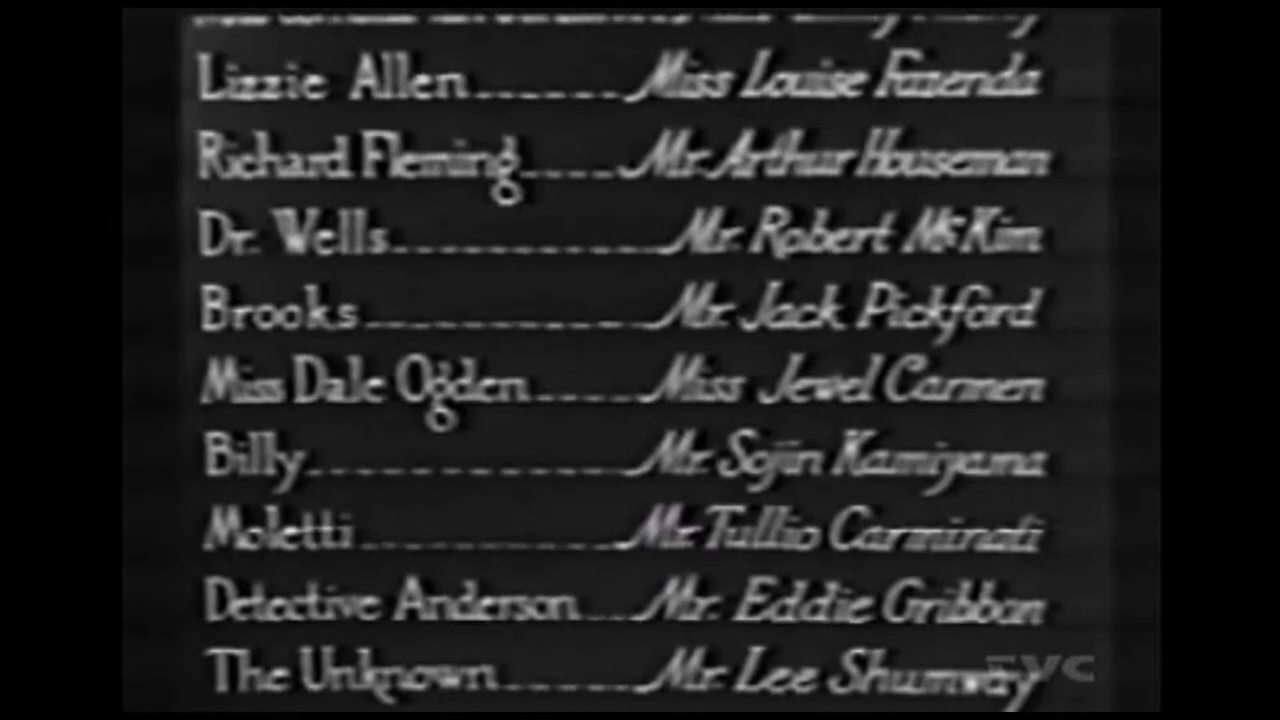 Lizzie Allen Miss Louise Fazenda
Richard Fleming Mr. Arthur Houseman
Dr. Wells Mr. Robert McKim
Brooks Mr. Jack Pickford
Miss Dale Ogden Miss Jewel Carmen
Billy Mr. Sojin Kamiyama
Moletti Mr. Tullio Carminati
Detective Anderson Mr. Eddie Gribbon
The Unknown Mr. Lee Shumway